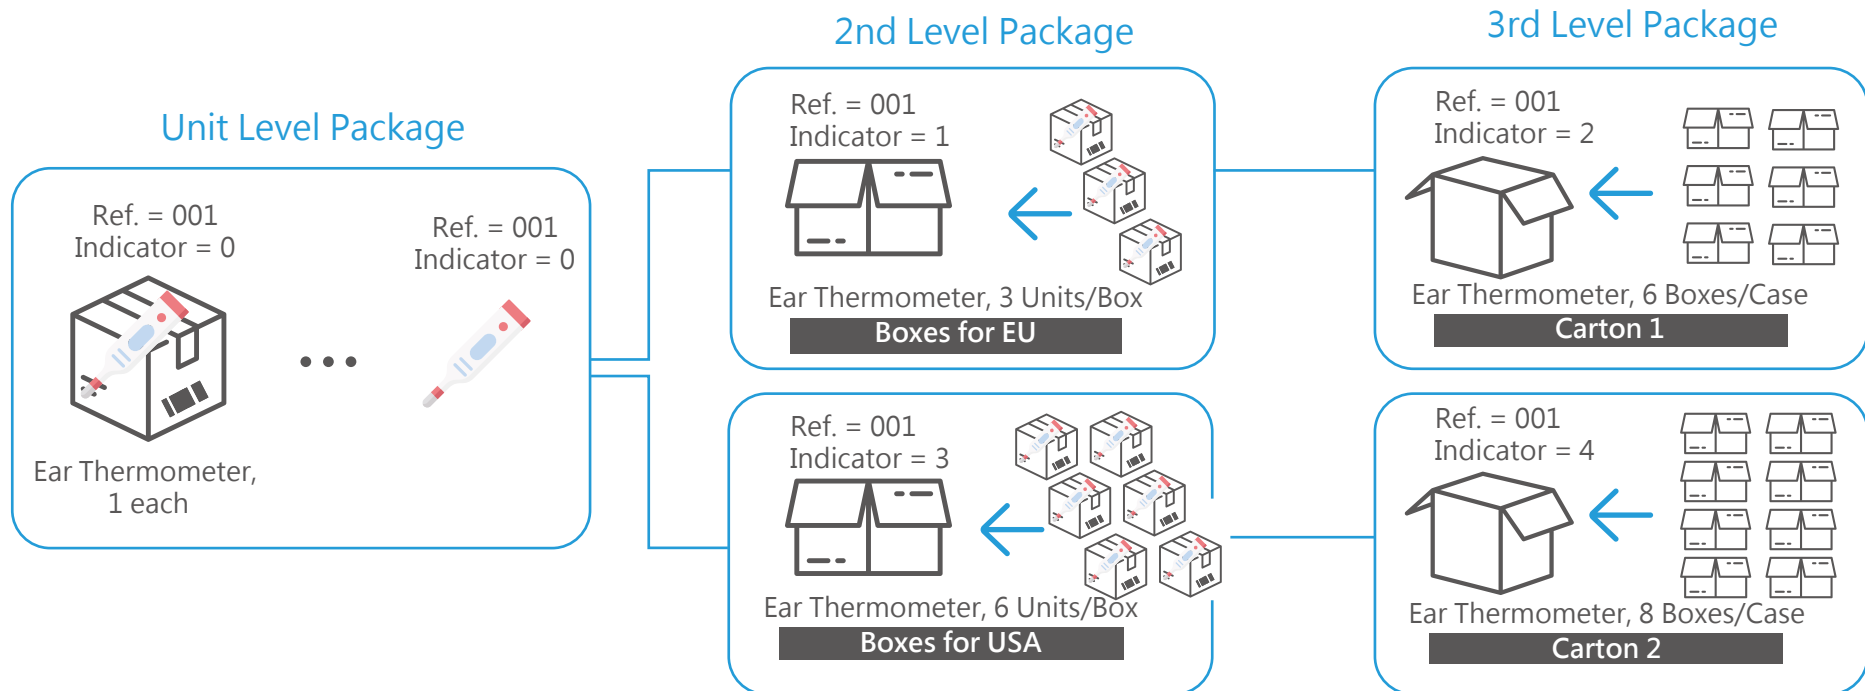 Unit Level Package
Ref. = 001
Indicator = 0
Ref. = 001
Indicator = 0
Ear Thermometer,
1 each
2nd Level Package
Ref. = 001
Indicator = 1
Ear Thermometer, 3 Units/Box
Boxes for EU
Ref. = 001
Indicator = 3
Ear Thermometer, 6 Units/Box
Boxes for USA
3rd Level Package
Ref. = 001
Indicator = 2
Ear Thermometer, 6 Boxes/Case
Carton 1
Ref. = 001
Indicator = 4
Ear Thermometer, 8 Boxes/Case
Carton 2